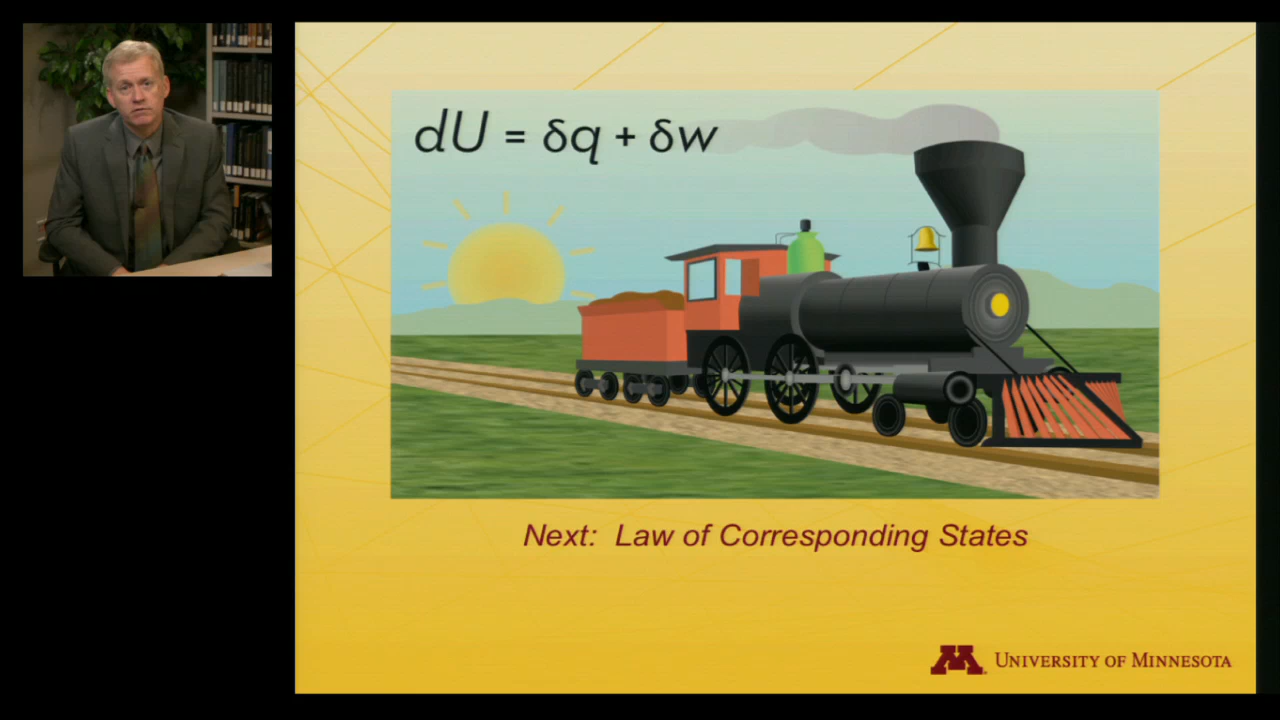 dU = δq + δw
Next: Law of Corresponding States
UNIVERSITY OF MINNESOTA